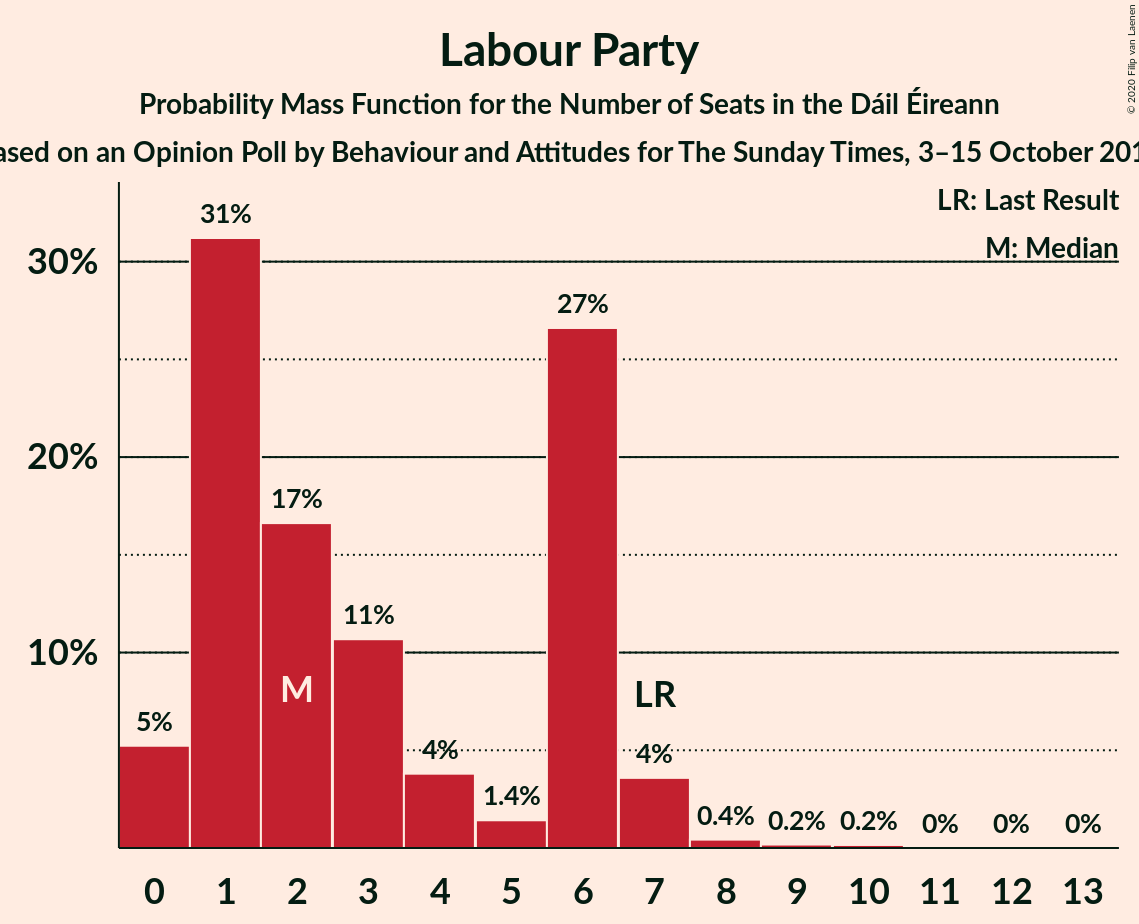 Labour Party
Probability Mass Function for the Number of Seats in the Dáil Éireann
ased on an Opinion Poll by Behaviour and Attitudes for The Sunday Times, 3–15 October 201
© 2020 Filip van Laenen
LR: Last Result
M: Median
30%
20%
10%
5%
31%
17%
11%
4%
1.4%
27%
4%
0.4%
0.2%
0.2%
0%
0%
0%
M
LR
0 1 2 3 4 5 6 7 8 9 10 11 12 13